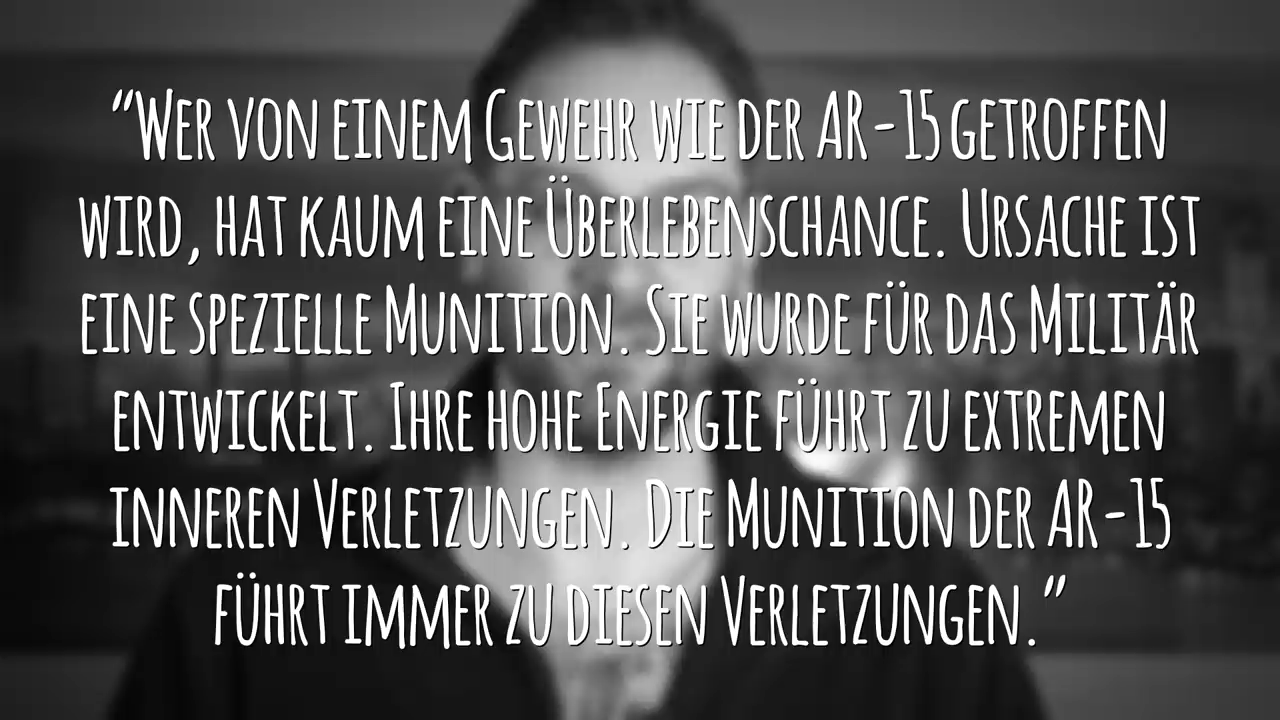 “Wer von einem Gewehr wie der AR-15 getroffen
wird, hat kaum eine Überlebenschance. Ursache ist
eine spezielle Munition. Sie wurde für das Militär
entwickelt. Ihre hohe Energie führt zu extremen
inneren Verletzungen. Die Munition der AR-15
führt immer zu diesen Verletzungen.”